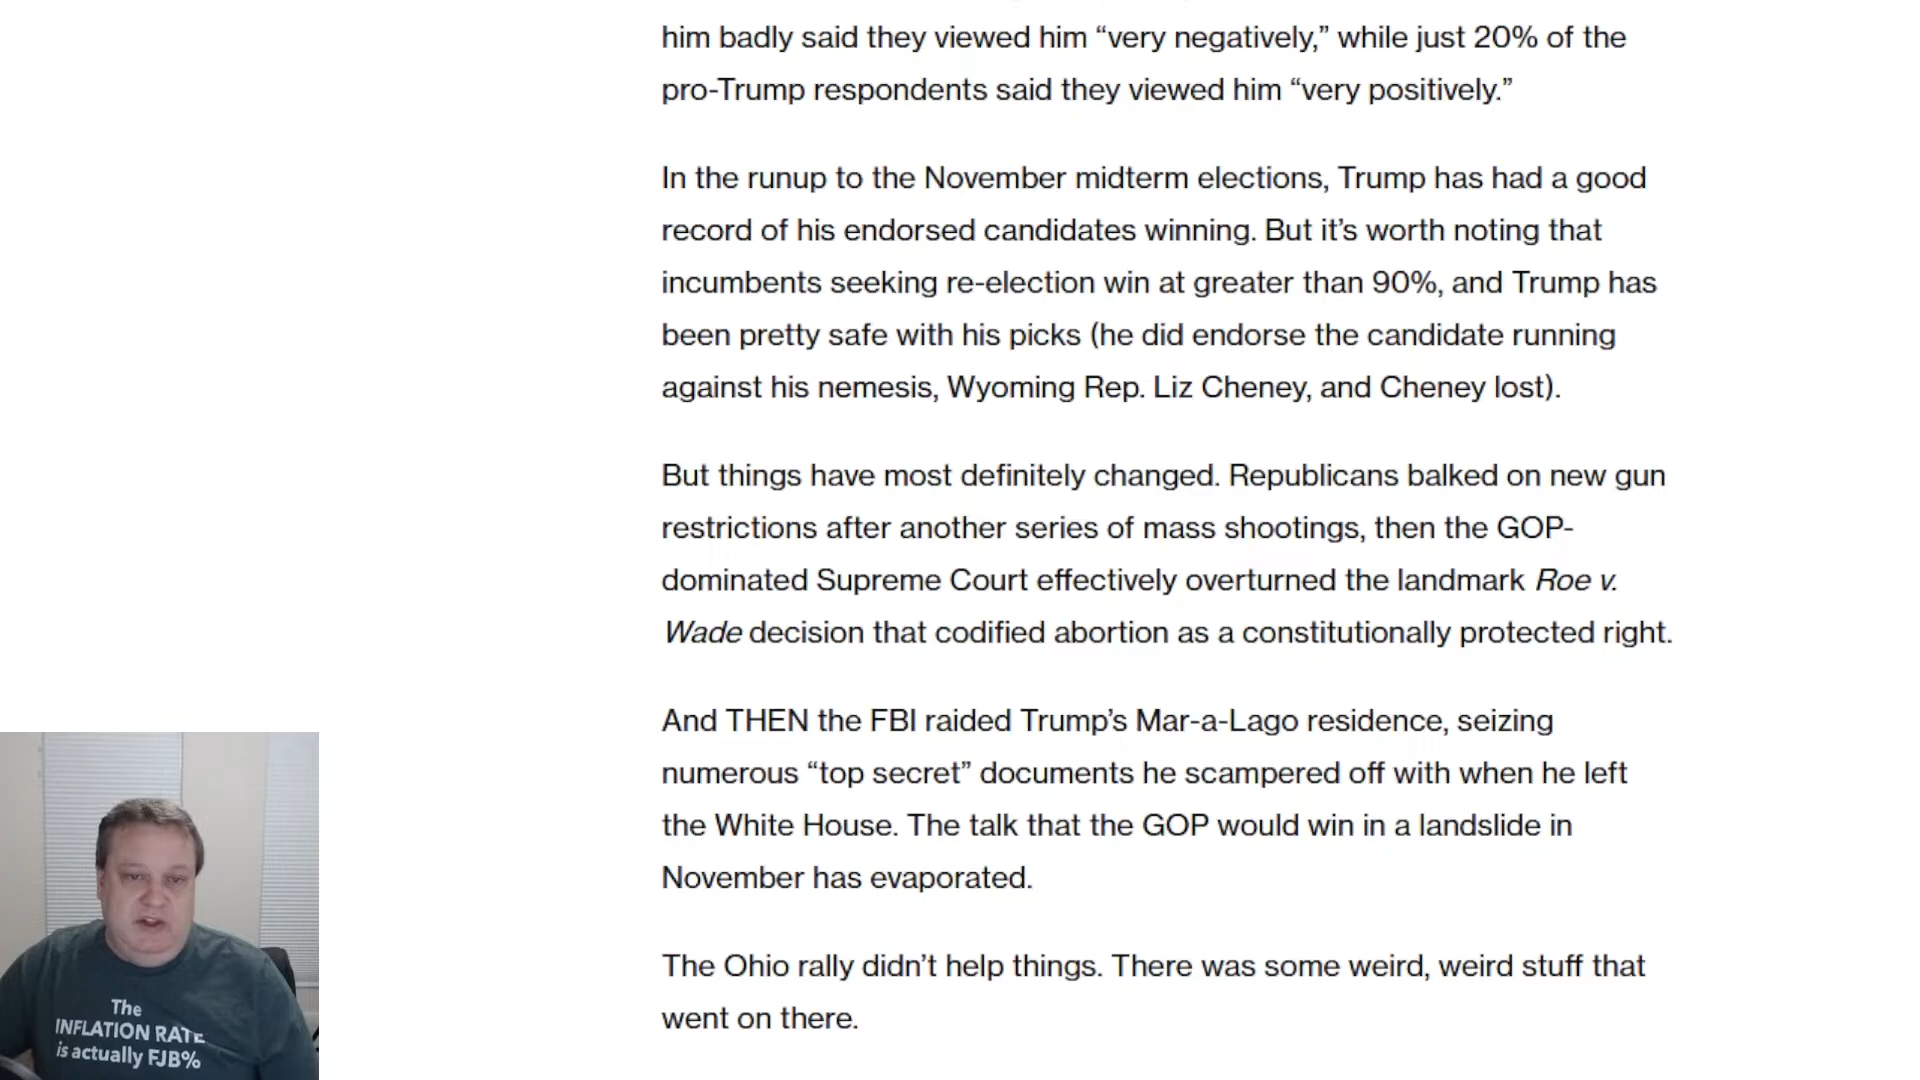 him badly said they viewed him “very negatively,” while just 20% of the
pro-Trump respondents said they viewed him “very positively.”
In the runup to the November midterm elections, Trump has had a good
record of his endorsed candidates winning. But it’s worth noting that
incumbents seeking re-election win at greater than 90%, and Trump has
been pretty safe with his picks (he did endorse the candidate running
against his nemesis, Wyoming Rep. Liz Cheney, and Cheney lost).
But things have most definitely changed. Republicans balked on new gun
restrictions after another series of mass shootings, then the GOP-
dominated Supreme Court effectively overturned the landmark Roe v.
Wade decision that codified abortion as a constitutionally protected right.
And THEN the FBI raided Trump’s Mar-a-Lago residence, seizing
numerous “top secret” documents he scampered off with when he left
the White House. The talk that the GOP would win in a landslide in
November has evaporated.
The Ohio rally didn’t help things. There was some weird, weird stuff that
went on there.
The
INFLATION RATE
is actually FJB%